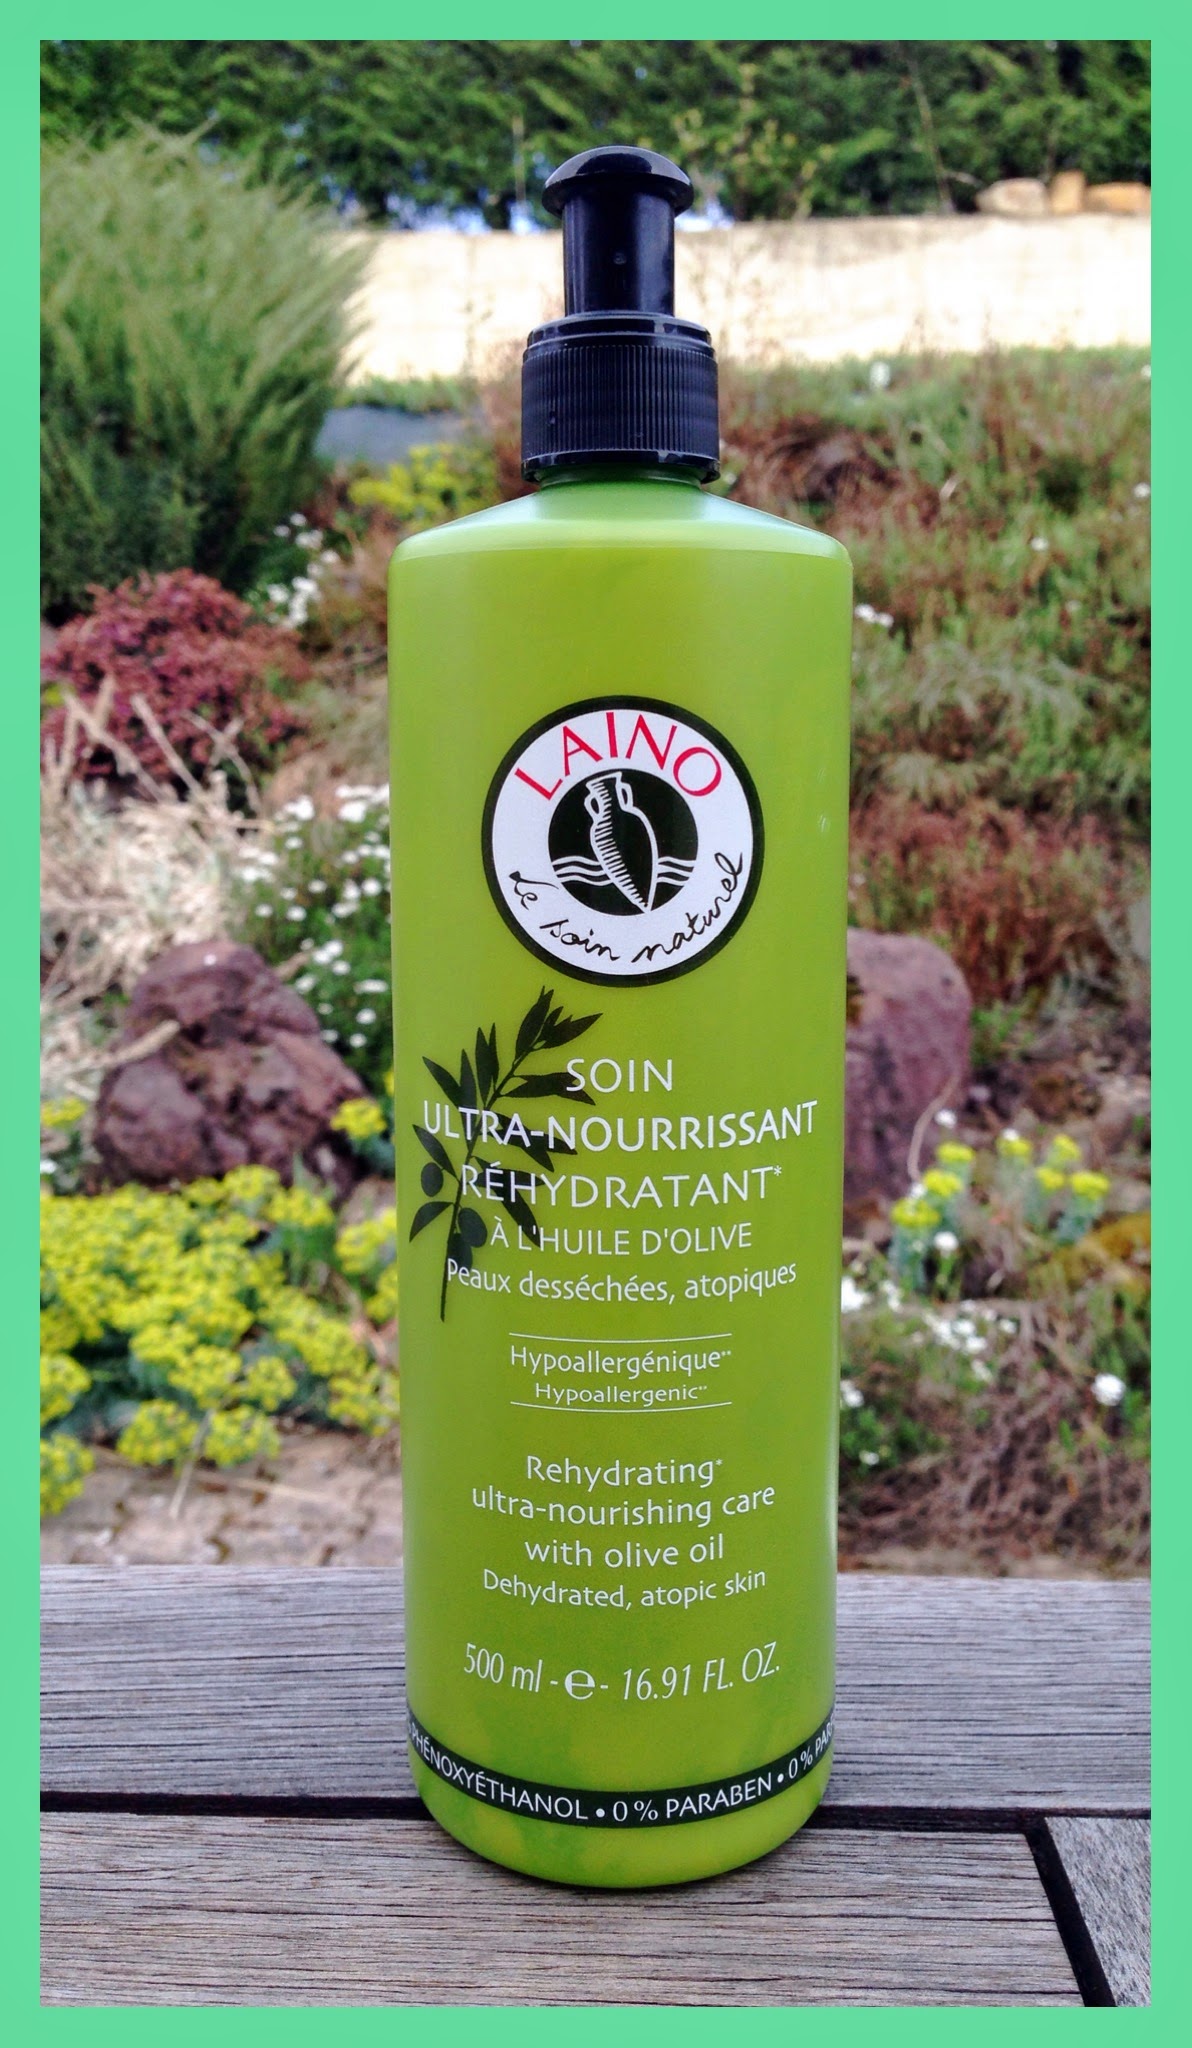 LAINO
Le soin naturel
SOIN
ULTRA-NOURRISSANT
RÉHYDRATANT*
À L'HUILE D'OLIVE
Peaux desséchées, atopiques
Hypoallergénique**
Hypoallergenic**
Rehydrating*
ultra-nourishing care
with olive oil
Dehydrated, atopic skin
500 ml - e - 16.91 FL. OZ.
PHÉNOXYÉTHANOL • 0 % PARABEN • 0 %